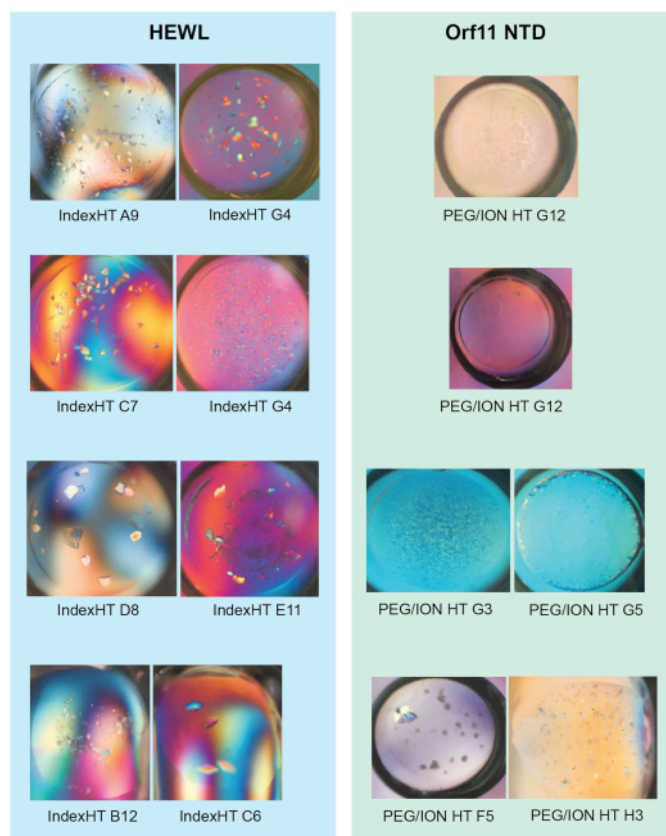 HEWL
Orf11 NTD
IndexHT A9
IndexHT G4
PEG/ION HT G12
IndexHT C7
IndexHT G4
PEG/ION HT G12
IndexHT D8
IndexHT E11
PEG/ION HT G3
PEG/ION HT G5
IndexHT B12
IndexHT C6
PEG/ION HT F5
PEG/ION HT H3